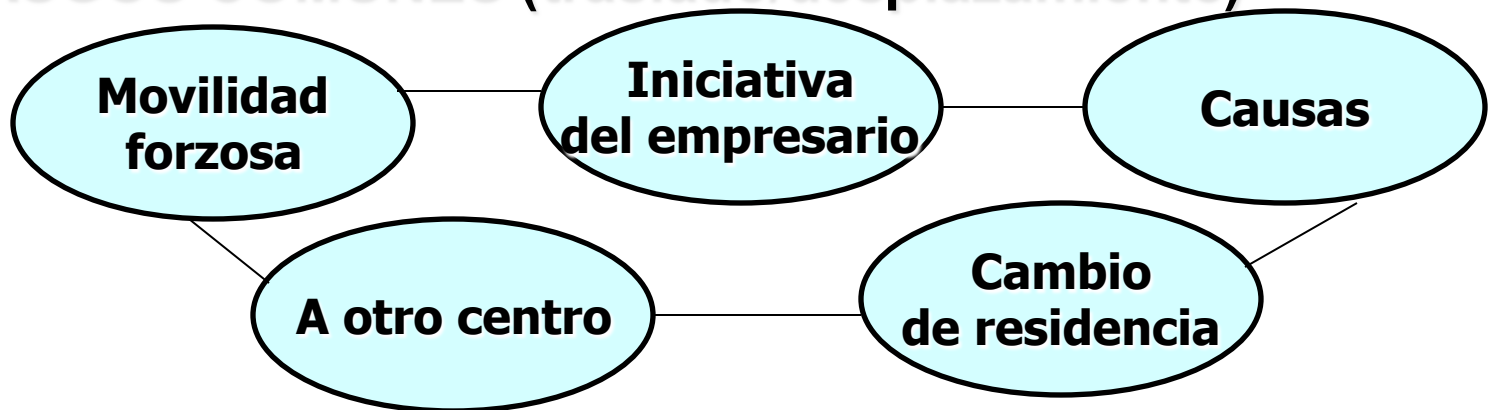 Movilidad
forzosa
Iniciativa
del empresario
Causas
A otro centro
Cambio
de residencia